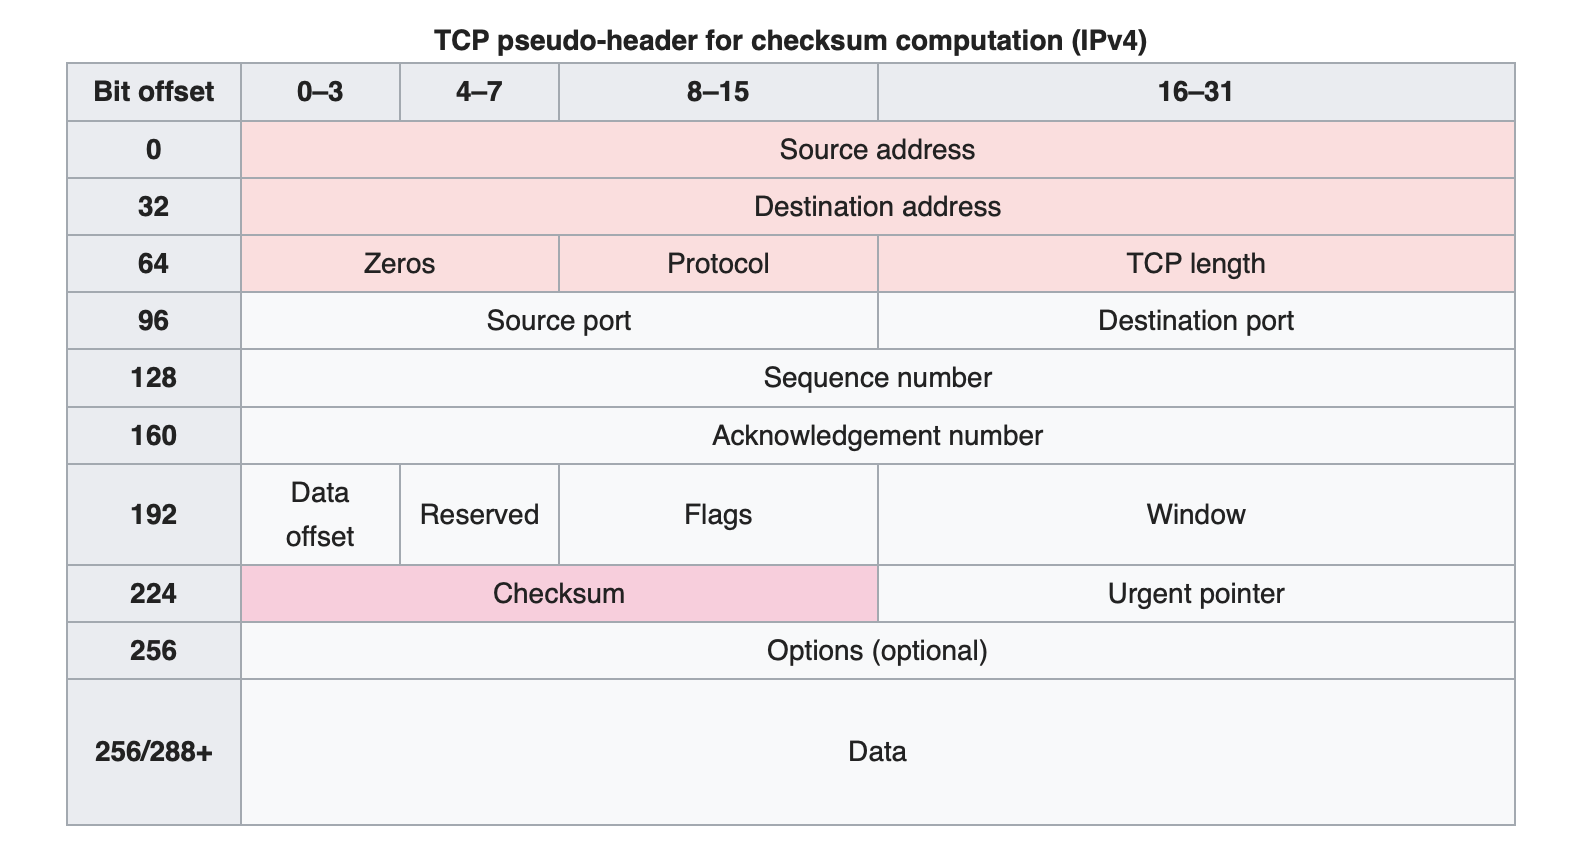 TCP pseudo-header for checksum computation (IPv4)
Bit offset 0–3 4–7 8–15 16–31
0 Source address
32 Destination address
64 Zeros Protocol TCP length
96 Source port Destination port
128 Sequence number
160 Acknowledgement number
192 Data offset Reserved Flags Window
224 Checksum Urgent pointer
256 Options (optional)
256/288+ Data